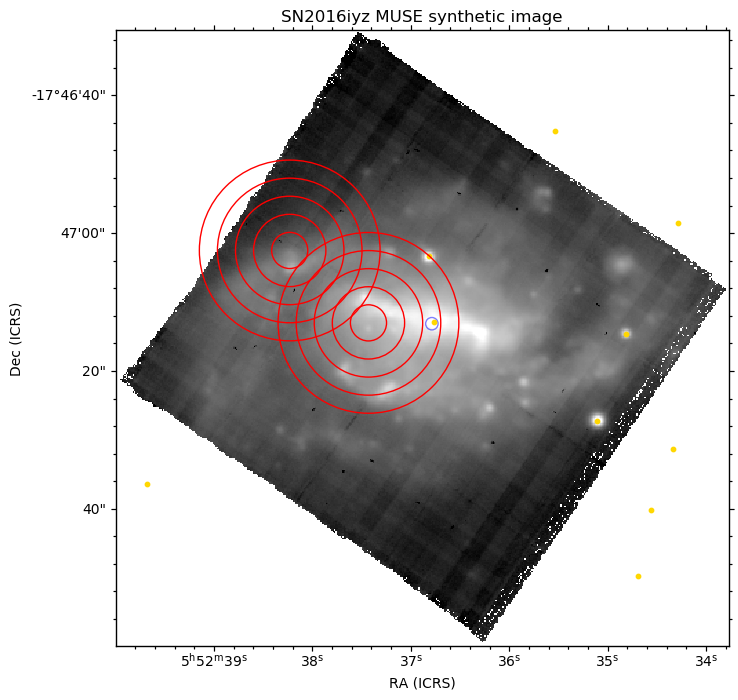 SN2016iyz MUSE synthetic image
-17°46'40"
47'00"
20"
40"
Dec (ICRS)
5ʰ52ᵐ39ˢ 38ˢ 37ˢ 36ˢ 35ˢ 34ˢ
RA (ICRS)